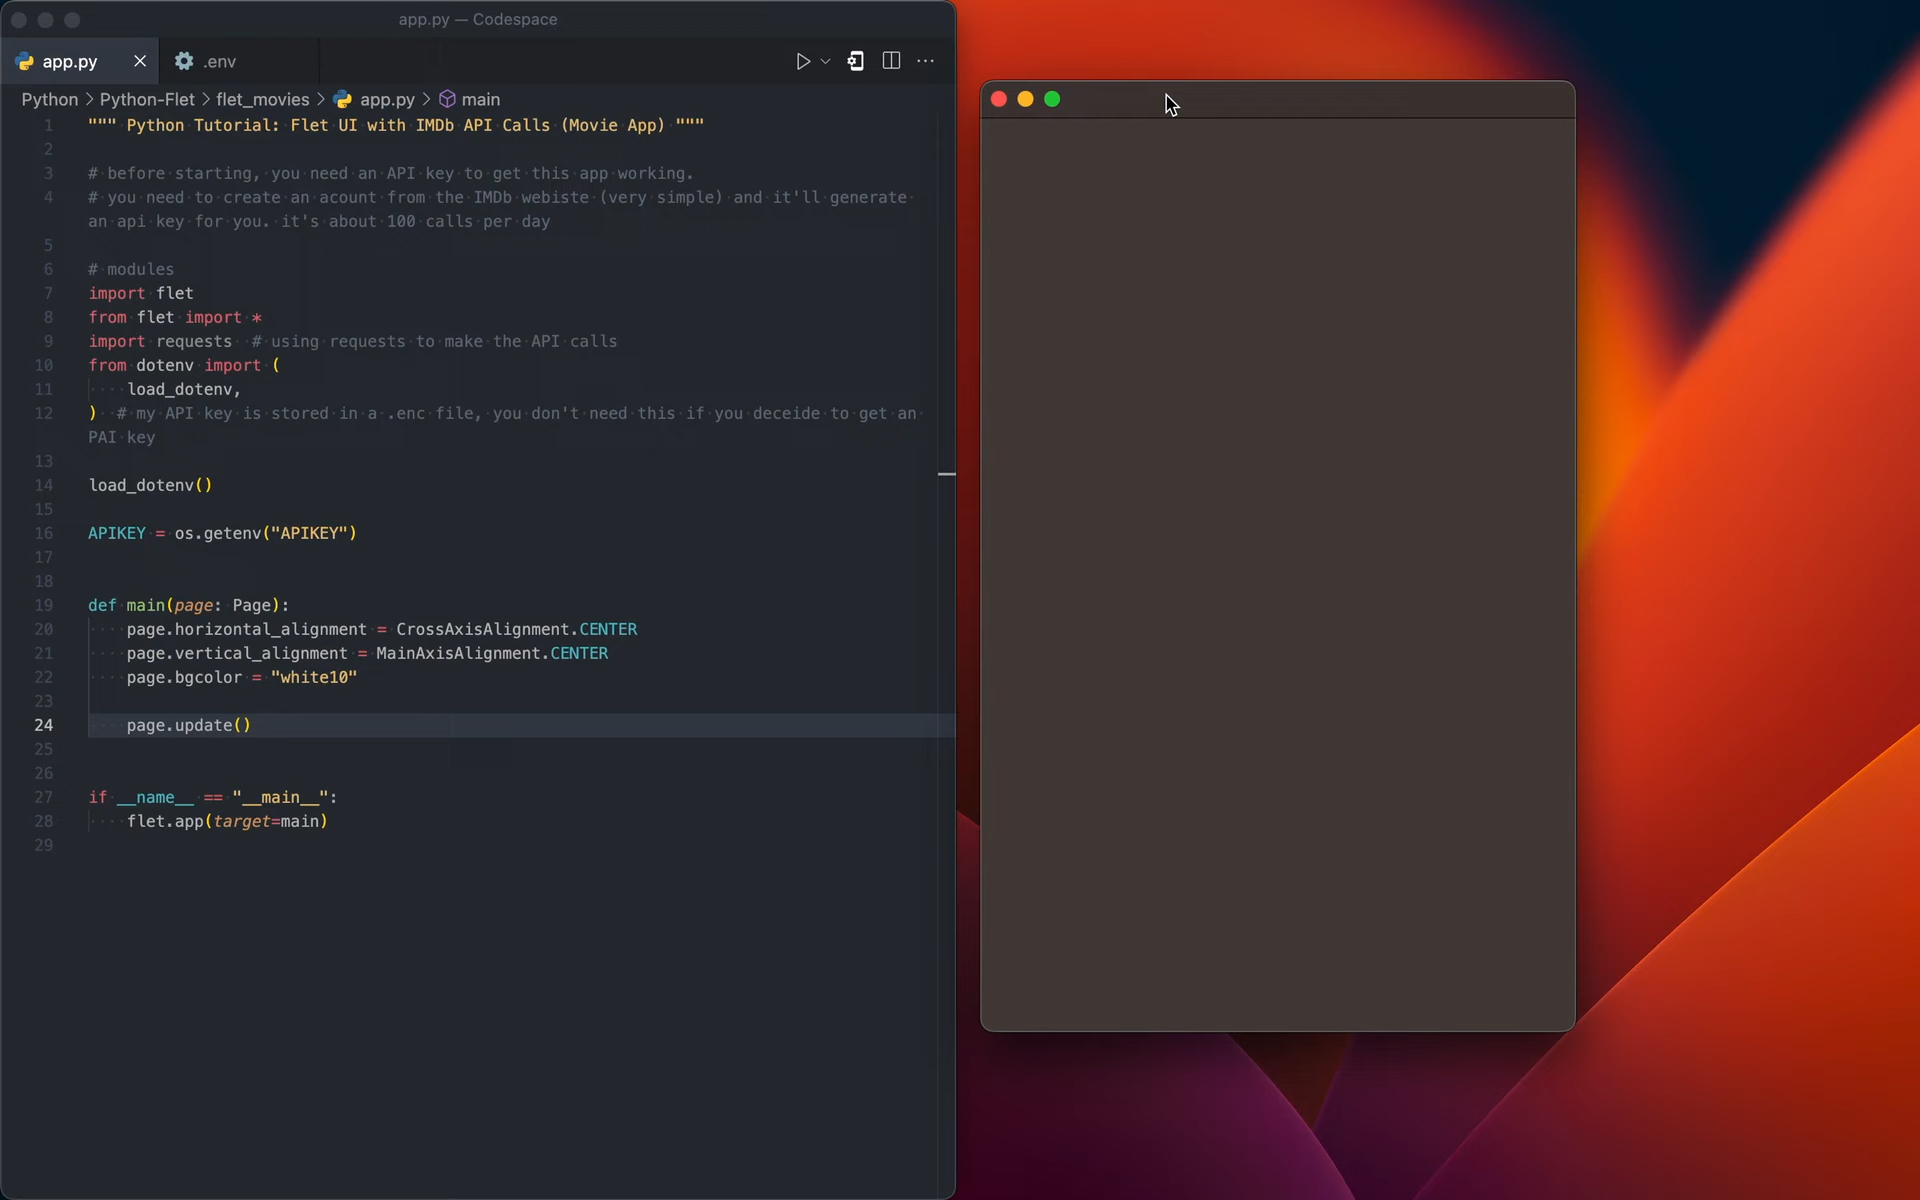 app.py — Codespace
app.py
.env
Python > Python-Flet > flet_movies > app.py > main
1 """ Python Tutorial: Flet UI with IMDb API Calls (Movie App) """
2
3 # before starting, you need an API key to get this app working.
4 # you need to create an acount from the IMDb webiste (very simple) and it'll generate
an api key for you. it's about 100 calls per day
5
6 # modules
7 import flet
8 from flet import *
9 import requests # using requests to make the API calls
10 from dotenv import (
11 load_dotenv,
12 ) # my API key is stored in a .enc file, you don't need this if you deceide to get an
PAI key
13
14 load_dotenv()
15
16 APIKEY = os.getenv("APIKEY")
17
18
19 def main(page: Page):
20 page.horizontal_alignment = CrossAxisAlignment.CENTER
21 page.vertical_alignment = MainAxisAlignment.CENTER
22 page.bgcolor = "white10"
23
24 page.update()
25
26
27 if __name__ == "__main__":
28 flet.app(target=main)
29